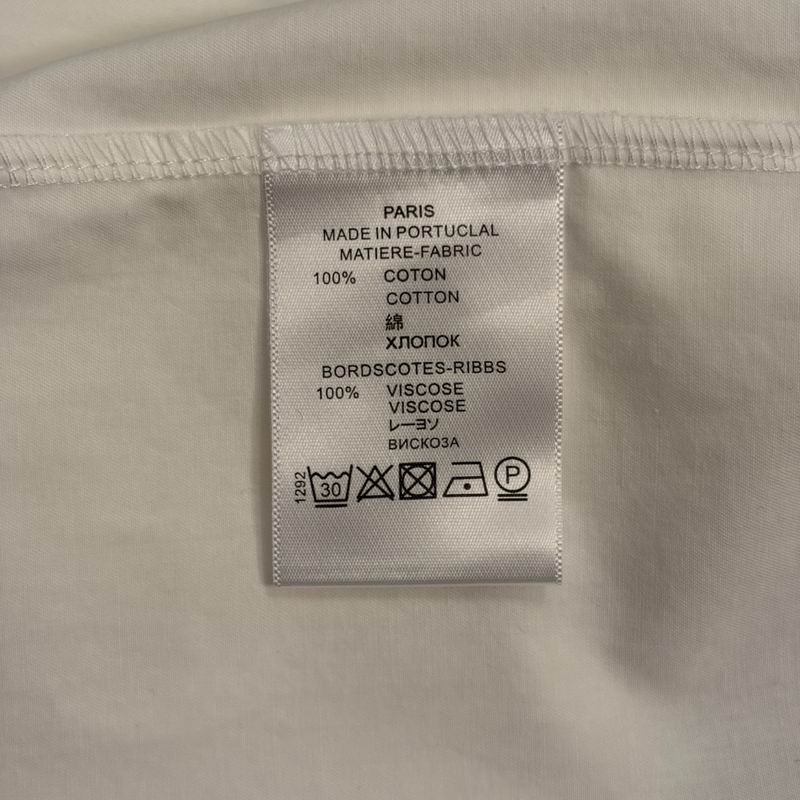 PARIS
MADE IN PORTUCLAL
MATIERE-FABRIC
100% COTON
COTTON
綿
ХЛОПОК
BORDSCOTES-RIBBS
100% VISCOSE
VISCOSE
レーヨソ
ВИСКОЗА
1292 30 P